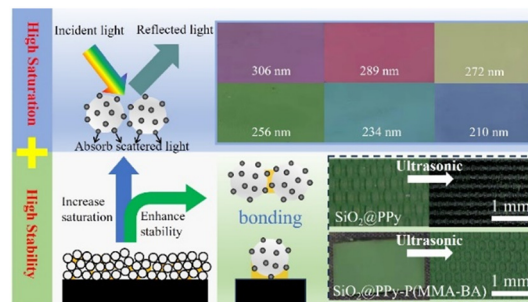 High Saturation
+
High Stability
Incident light
Reflected light
Absorb scattered light
306 nm
289 nm
272 nm
256 nm
234 nm
210 nm
Increase
saturation
Enhance
stability
bonding
Ultrasonic
SiO₂@PPy
1 mm
Ultrasonic
SiO₂@PPy-P(MMA-BA)
1 mm